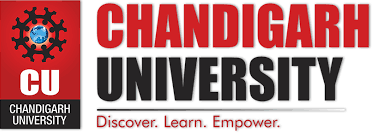 CU
CHANDIGARH
UNIVERSITY
CHANDIGARH
UNIVERSITY
Discover. Learn. Empower.